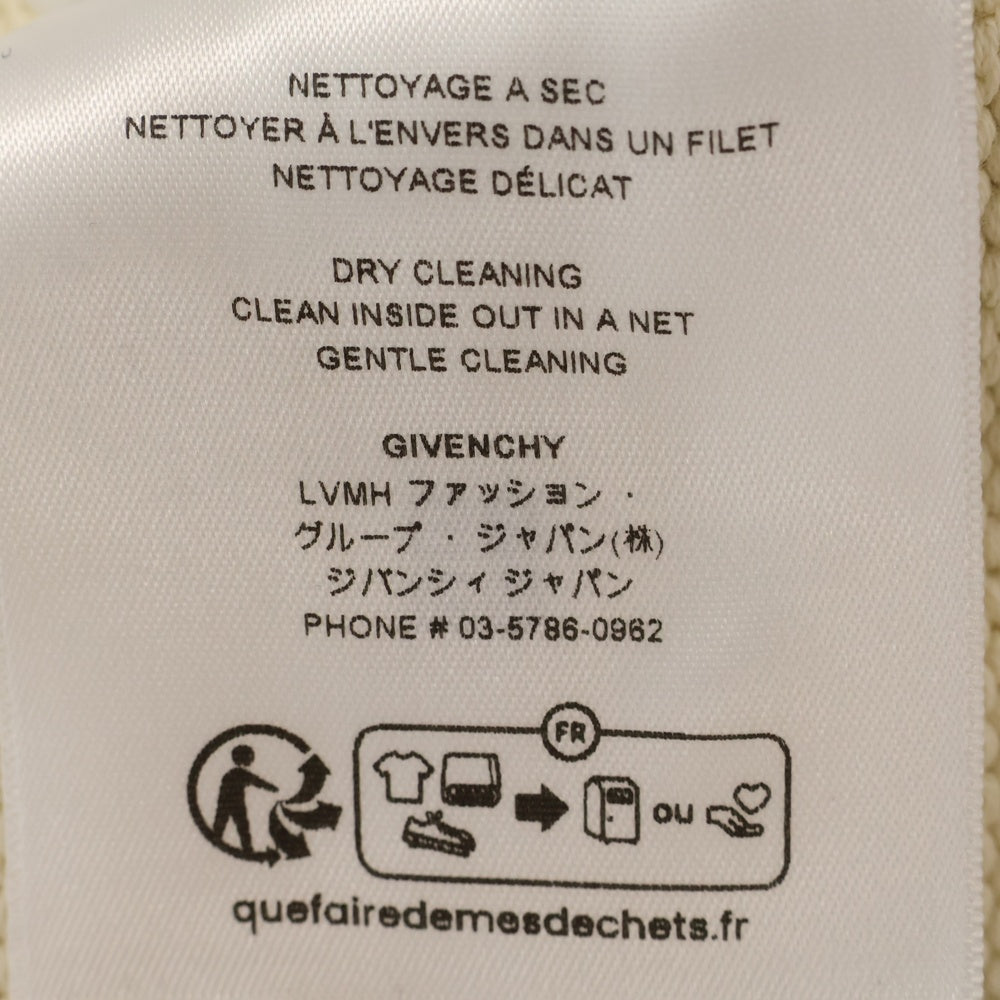 NETTOYAGE A SEC
NETTOYER À L'ENVERS DANS UN FILET
NETTOYAGE DÉLICAT
DRY CLEANING
CLEAN INSIDE OUT IN A NET
GENTLE CLEANING
GIVENCHY
LVMH ファッション ·
グループ · ジャパン(株)
ジバンシィ ジャパン
PHONE # 03-5786-0962
FR
ou
quefairedemesdechets.fr